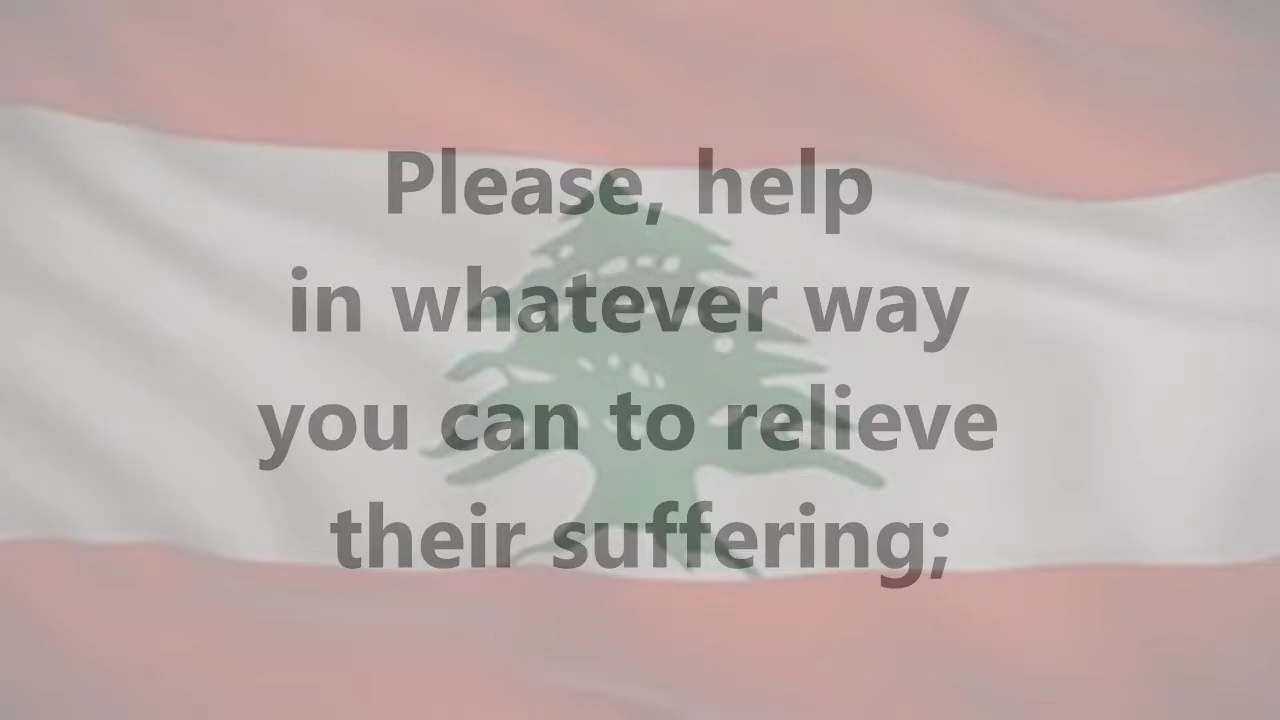 Please, help
in whatever way
you can to relieve
their suffering;